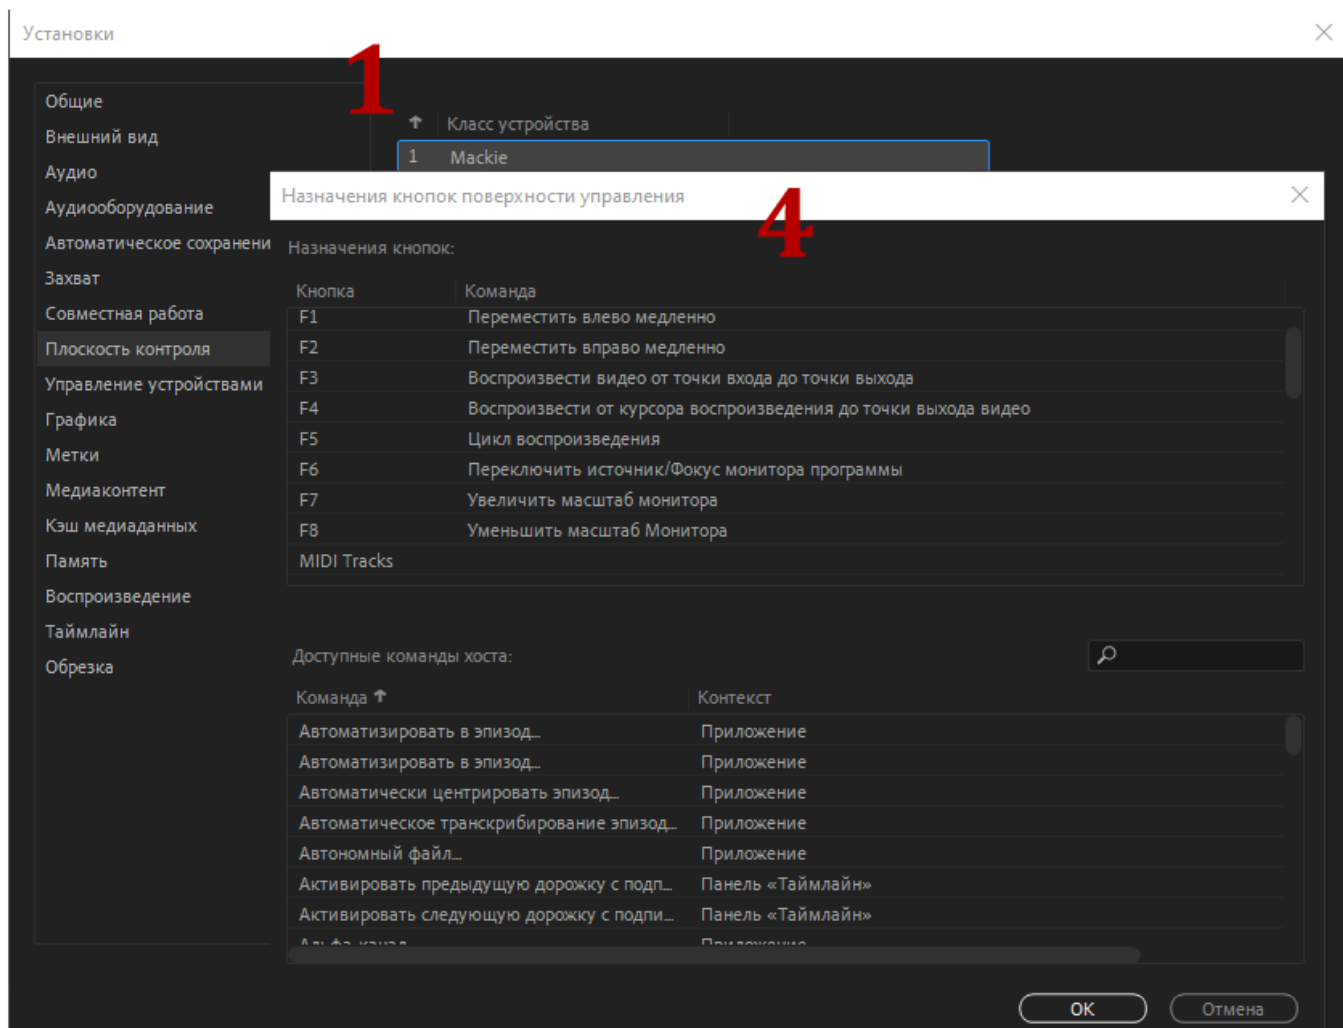 Установки
1
Общие
Внешний вид
Аудио
Аудиооборудование
Автоматическое сохранени
Захват
Совместная работа
Плоскость контроля
Управление устройствами
Графика
Метки
Медиаконтент
Кэш медиаданных
Память
Воспроизведение
Таймлайн
Обрезка
Класс устройства
1 Mackie
Назначения кнопок поверхности управления
4
Назначения кнопок:
Кнопка Команда
F1 Переместить влево медленно
F2 Переместить вправо медленно
F3 Воспроизвести видео от точки входа до точки выхода
F4 Воспроизвести от курсора воспроизведения до точки выхода видео
F5 Цикл воспроизведения
F6 Переключить источник/Фокус монитора программы
F7 Увеличить масштаб монитора
F8 Уменьшить масштаб Монитора
MIDI Tracks
Доступные команды хоста:
Команда Контекст
Автоматизировать в эпизод... Приложение
Автоматизировать в эпизод... Приложение
Автоматически центрировать эпизод... Приложение
Автоматическое транскрибирование эпизод... Приложение
Автономный файл... Приложение
Активировать предыдущую дорожку с подп... Панель «Таймлайн»
Активировать следующую дорожку с подпи... Панель «Таймлайн»
Альфа-канал Приложение
ОК Отмена